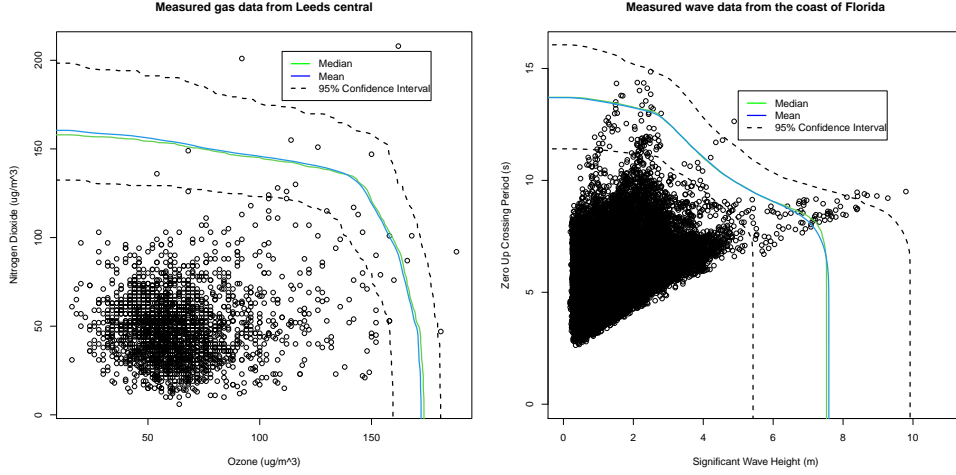 Measured gas data from Leeds central
Nitrogen Dioxide (ug/m^3)
200
150
100
50
0
Median
Mean
95% Confidence Interval
50
100
150
Ozone (ug/m^3)
Measured wave data from the coast of Florida
Zero Up Crossing Period (s)
15
10
5
0
Median
Mean
95% Confidence Interval
0
2
4
6
8
10
Significant Wave Height (m)